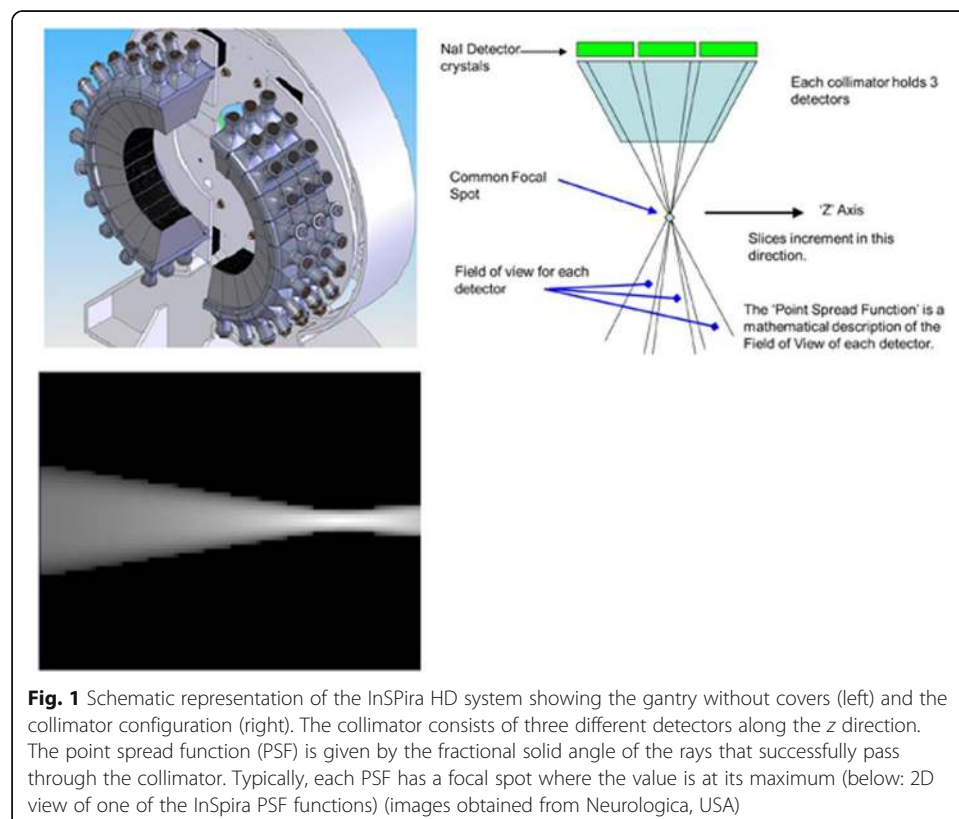 NaI Detector
crystals
Each collimator holds 3
detectors
Common Focal
Spot
'Z' Axis
Slices increment in this
direction.
Field of view for each
detector
The 'Point Spread Function' is a
mathematical description of the
Field of View of each detector.
Fig. 1 Schematic representation of the InSPira HD system showing the gantry without covers (left) and the
collimator configuration (right). The collimator consists of three different detectors along the z direction.
The point spread function (PSF) is given by the fractional solid angle of the rays that successfully pass
through the collimator. Typically, each PSF has a focal spot where the value is at its maximum (below: 2D
view of one of the InSpira PSF functions) (images obtained from Neurologica, USA)